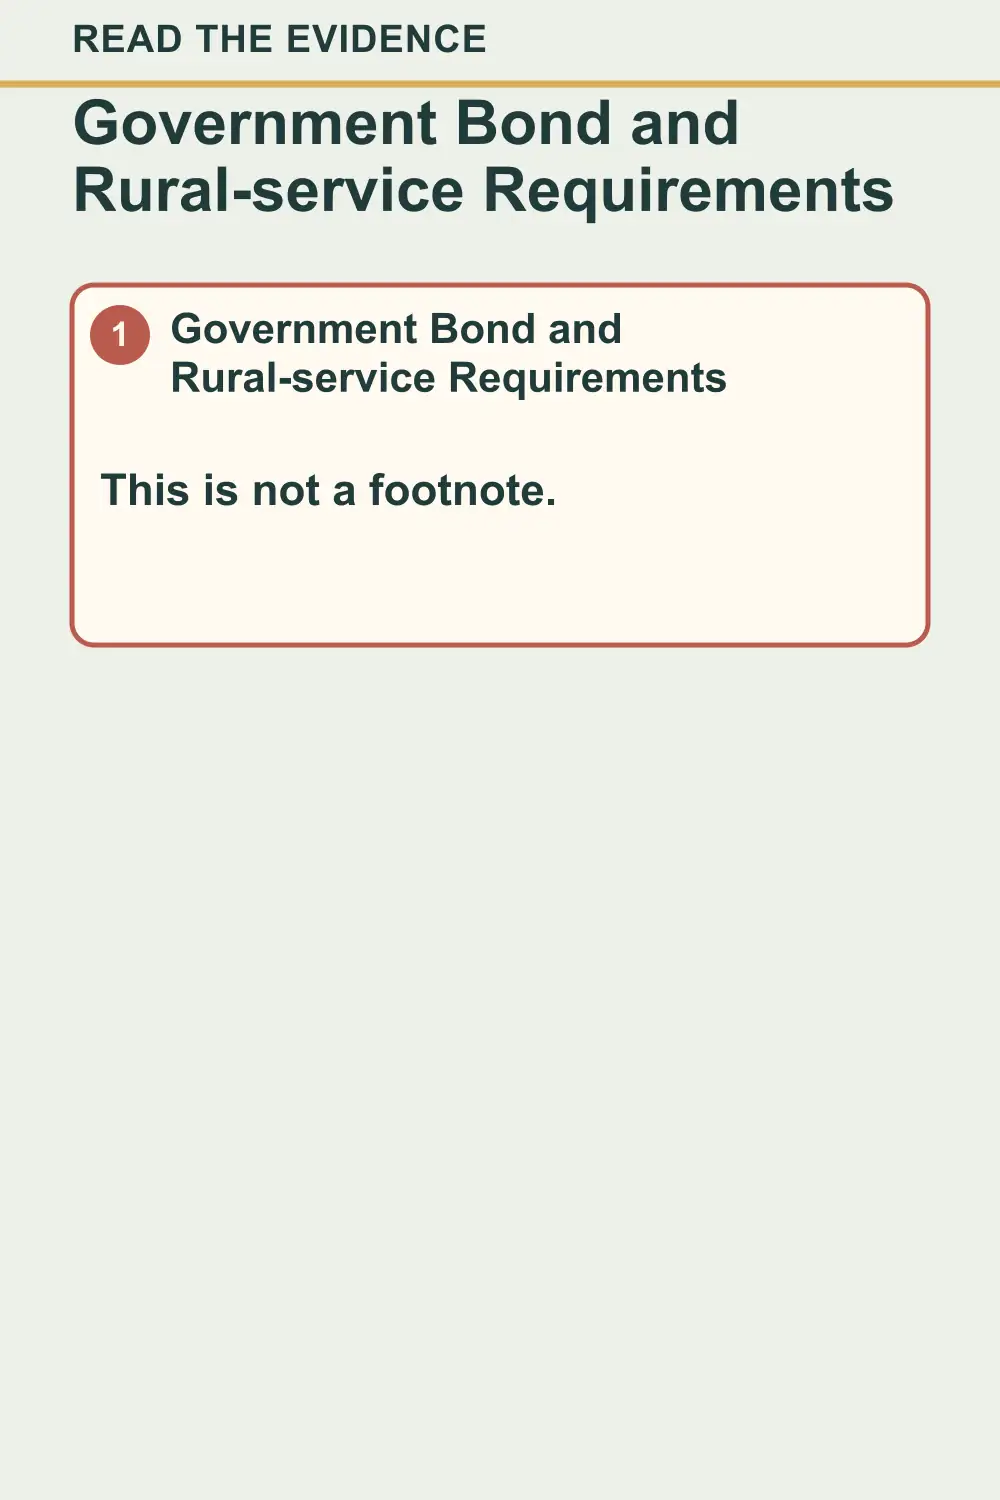 READ THE EVIDENCE
Government Bond and
Rural-service Requirements
1
Government Bond and
Rural-service Requirements
This is not a footnote.